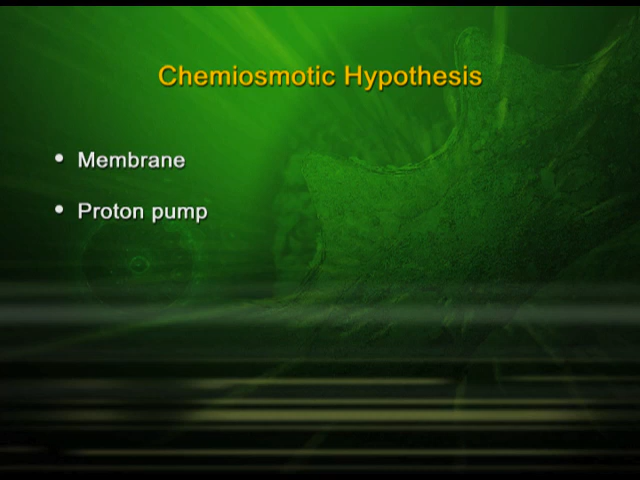 Chemiosmotic Hypothesis
• Membrane
• Proton pump